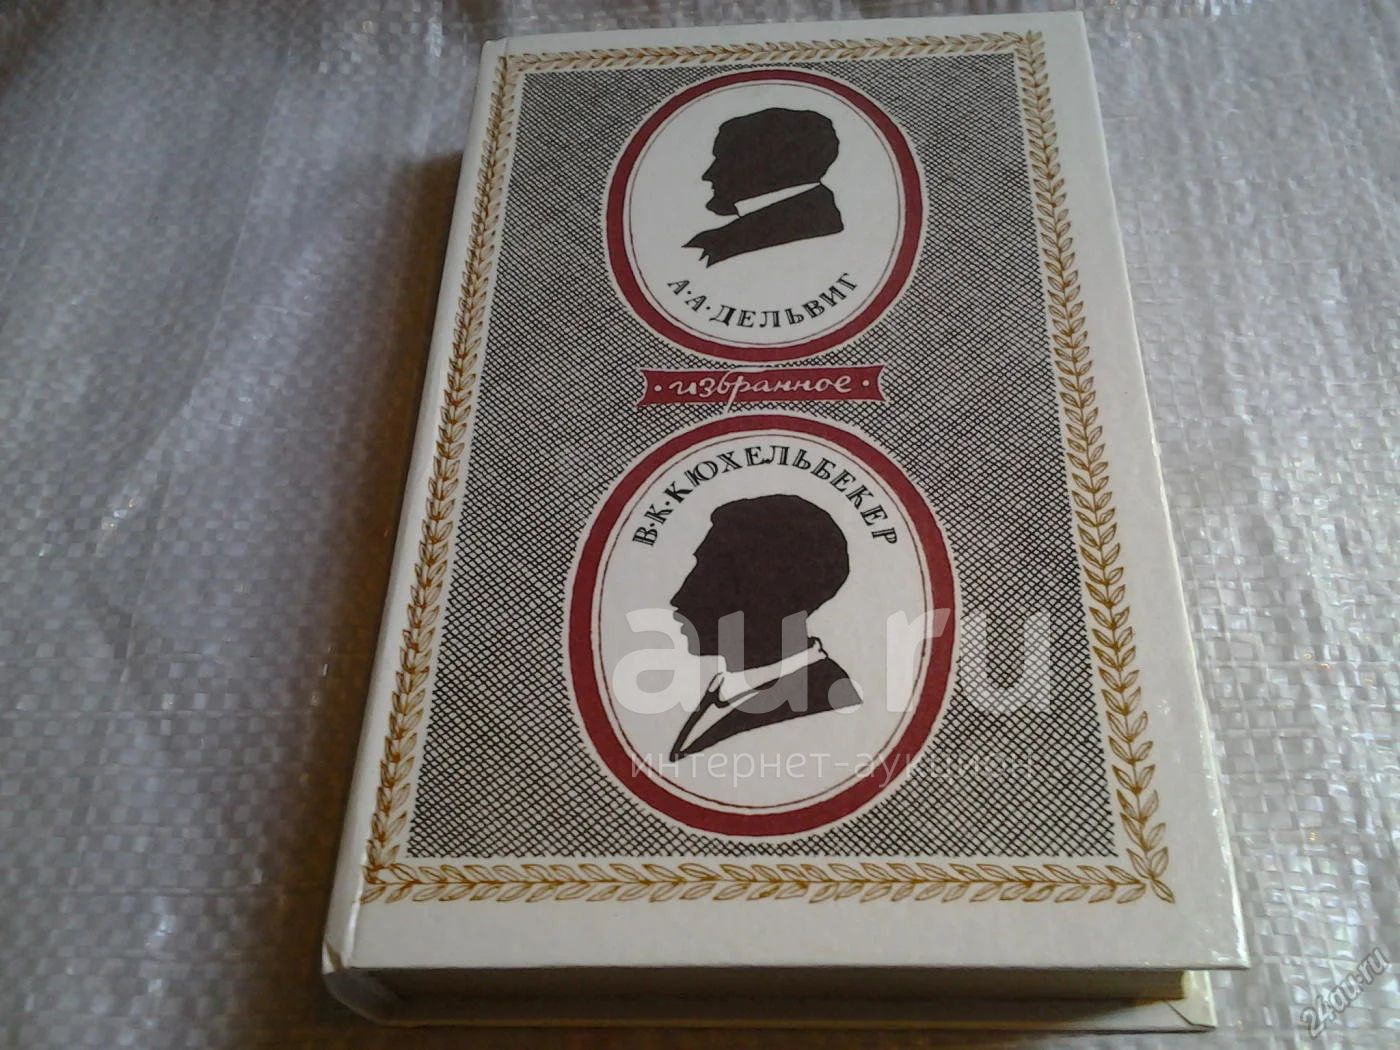 А·А·ДЕЛЬВИГ
·избранное·
В·К·КЮХЕЛЬБЕКЕР
au.ru
интернет-аукцион
24au.ru